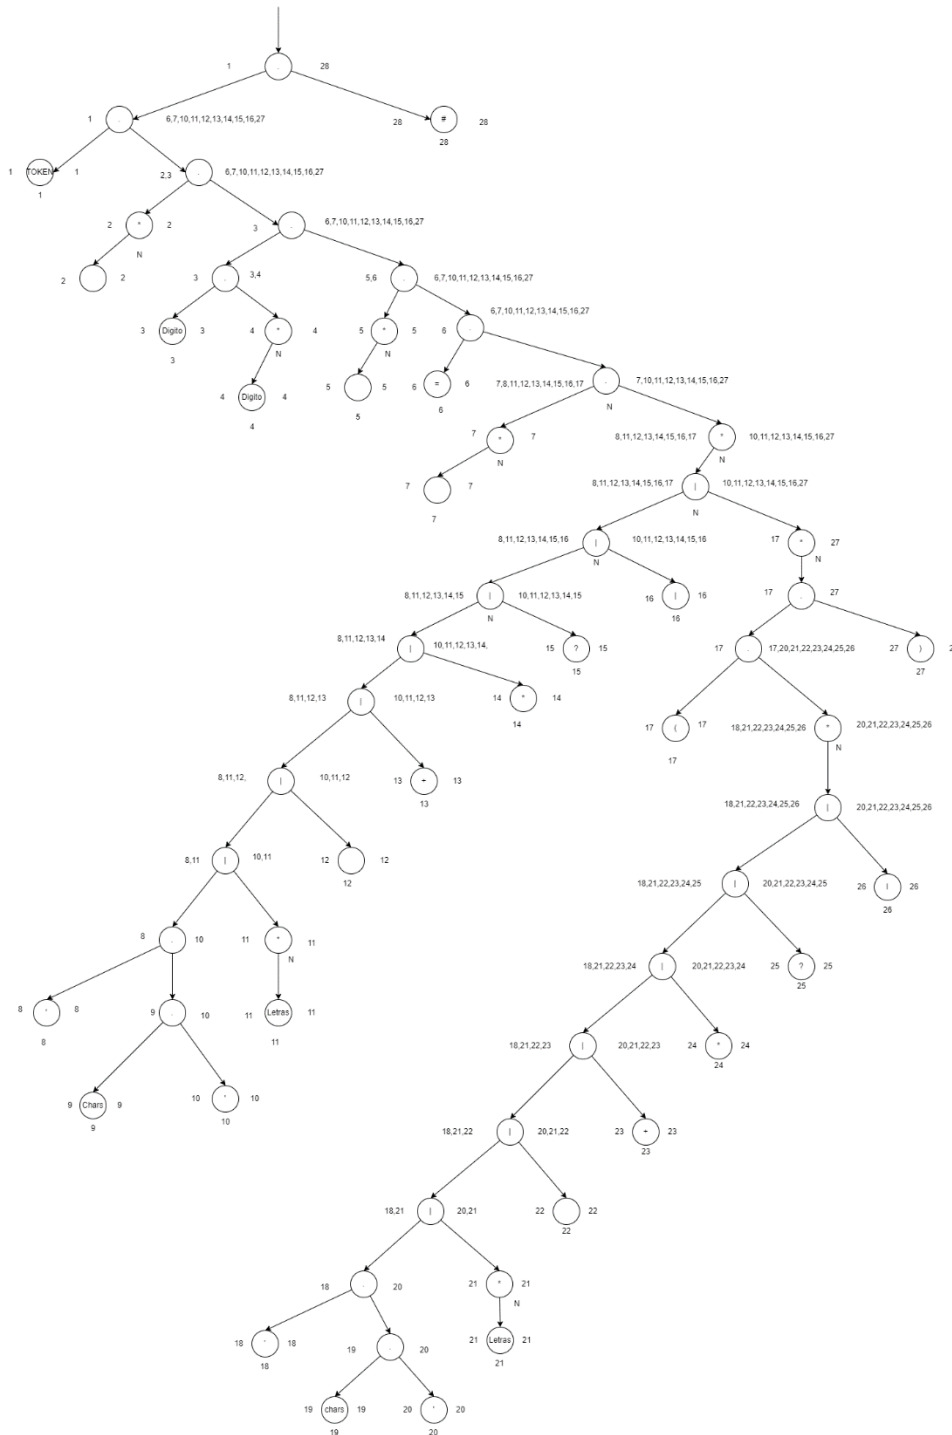 1 . 28
1 . 6,7,10,11,12,13,14,15,16,27
28 # 28
28
1 TOKEN 1
1
2,3 . 6,7,10,11,12,13,14,15,16,27
2 * 2
N
3 . 6,7,10,11,12,13,14,15,16,27
2 2
3 . 3,4
5,6 . 6,7,10,11,12,13,14,15,16,27
3 Digito 3
3
4 * 4
N
5 * 5
N
6 . 6,7,10,11,12,13,14,15,16,27
4 Digito 4
4
5 5
5
6 = 6
6
7,8,11,12,13,14,15,16,17 . 7,10,11,12,13,14,15,16,27
N
7 * 7
N
8,11,12,13,14,15,16,17 * 10,11,12,13,14,15,16,27
N
7 7
7
8,11,12,13,14,15,16,17 | 10,11,12,13,14,15,16,27
N
8,11,12,13,14,15,16 | 10,11,12,13,14,15,16
N
17 * 27
N
8,11,12,13,14,15 | 10,11,12,13,14,15
N
16 | 16
16
17 . 27
8,11,12,13,14 | 10,11,12,13,14,
15 ? 15
15
17 . 17,20,21,22,23,24,25,26
27 ) 2
27
8,11,12,13 | 10,11,12,13
14 * 14
14
17 ( 17
17
18,21,22,23,24,25,26 * 20,21,22,23,24,25,26
N
8,11,12, | 10,11,12
13 + 13
13
18,21,22,23,24,25,26 | 20,21,22,23,24,25,26
8,11 | 10,11
12 12
12
18,21,22,23,24,25 | 20,21,22,23,24,25
26 | 26
26
8 . 10
11 * 11
N
18,21,22,23,24 | 20,21,22,23,24
25 ? 25
25
8 ' 8
8
9 . 10
11 Letras 11
11
18,21,22,23 | 20,21,22,23
24 * 24
24
9 Chars 9
9
10 ' 10
10
18,21,22 | 20,21,22
23 + 23
23
18,21 | 20,21
22 22
22
18 . 20
21 * 21
N
18 ' 18
18
19 . 20
21 Letras 21
21
19 chars 19
19
20 ' 20
20